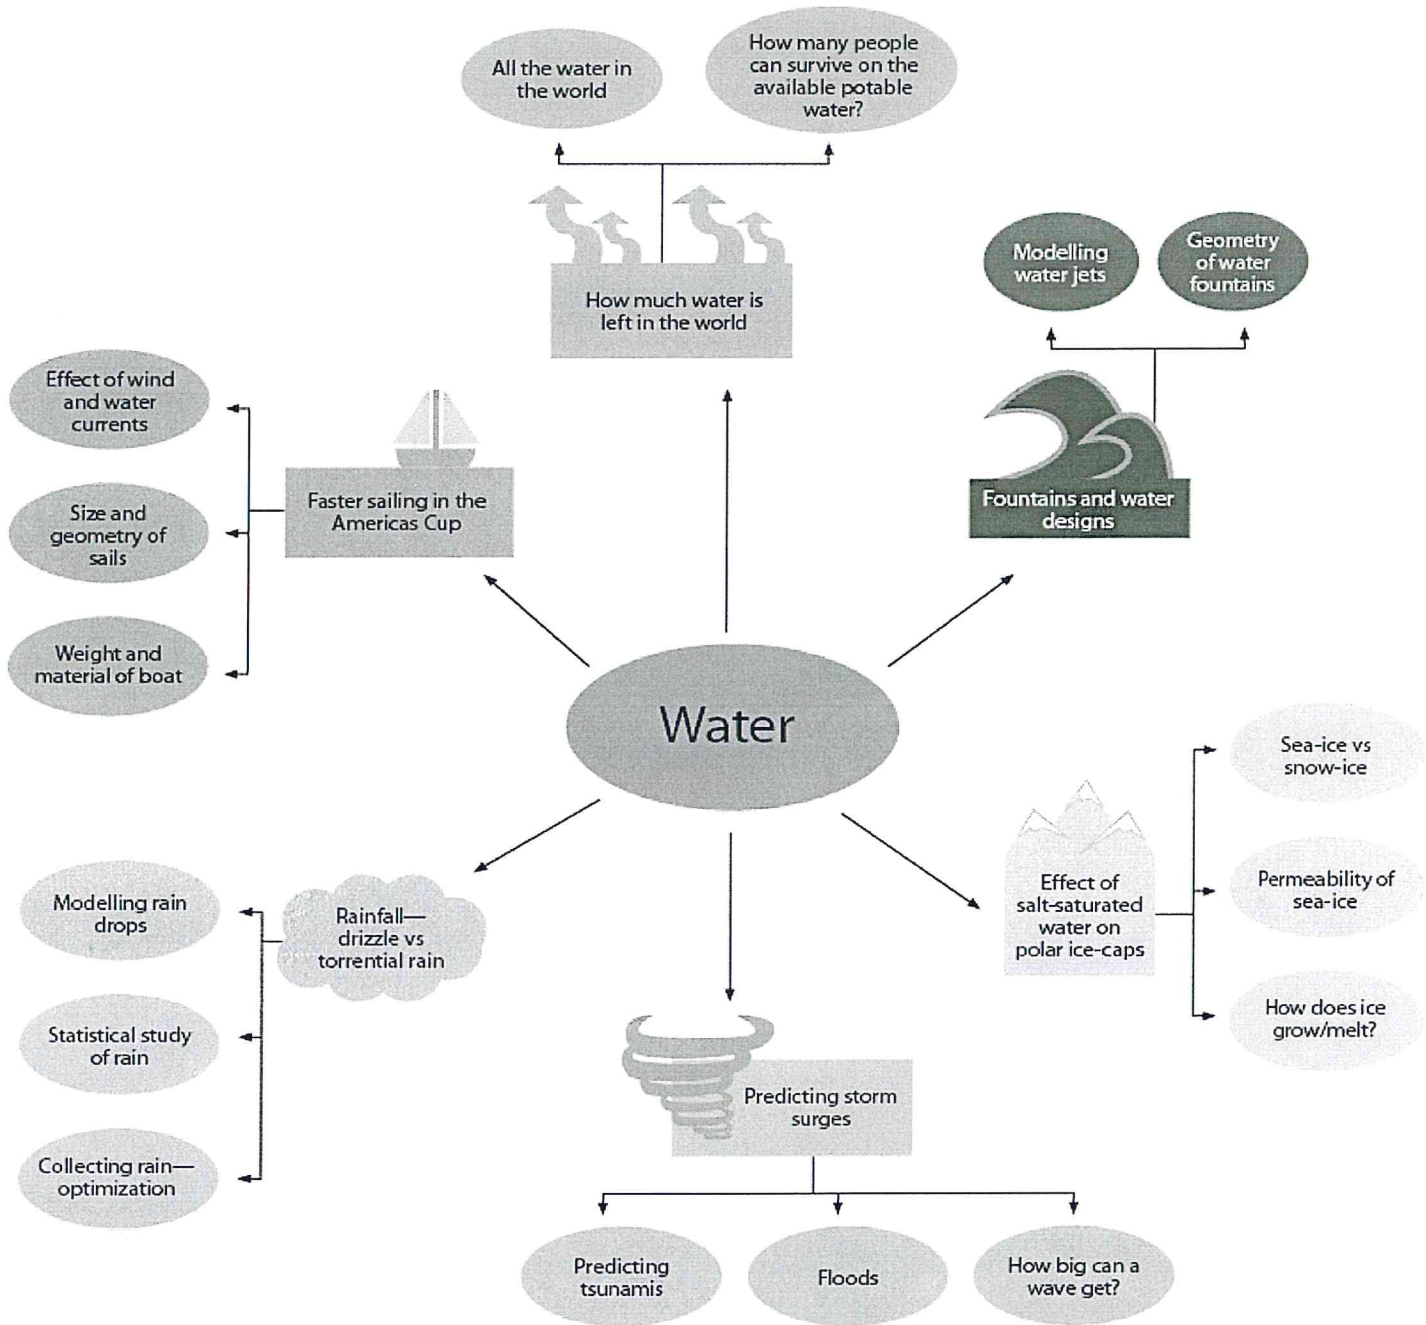 All the water in
the world
How many people
can survive on the
available potable
water?
How much water is
left in the world
Modelling
water jets
Geometry
of water
fountains
Fountains and water
designs
Effect of wind
and water
currents
Size and
geometry of
sails
Weight and
material of boat
Faster sailing in the
Americas Cup
Water
Sea-ice vs
snow-ice
Permeability of
sea-ice
How does ice
grow/melt?
Effect of
salt-saturated
water on
polar ice-caps
Modelling rain
drops
Statistical study
of rain
Collecting rain—
optimization
Rainfall—
drizzle vs
torrential rain
Predicting storm
surges
Predicting
tsunamis
Floods
How big can a
wave get?